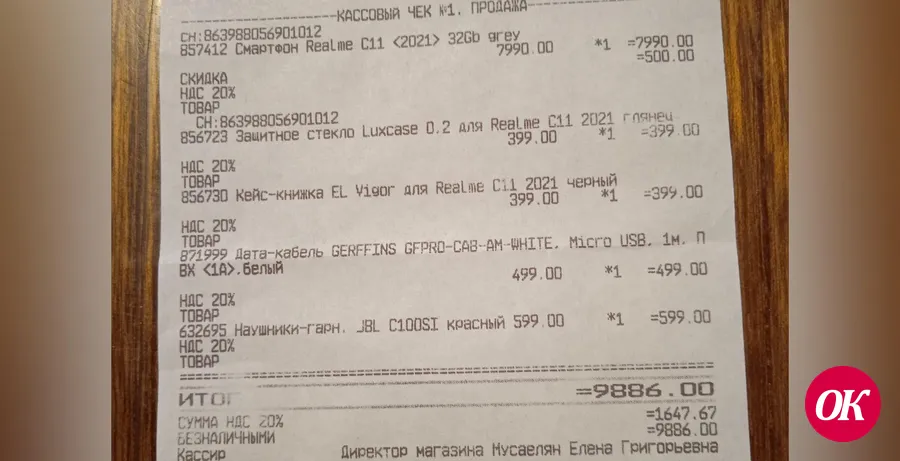 КАССОВЫЙ ЧЕК №1. ПРОДАЖА
СН:863988056901012
857412 Смартфон Realme C11 <2021> 32Gb grey
7990.00 *1 =7990.00
=500.00
СКИДКА
НДС 20%
ТОВАР
СН:863988056901012
856723 Защитное стекло Luxcase 0.2 для Realme C11 2021 глянец
399.00 *1 =399.00
НДС 20%
ТОВАР
856730 Кейс-книжка EL Vigor для Realme C11 2021 черный
399.00 *1 =399.00
НДС 20%
ТОВАР
871999 Дата-кабель GERFFINS GFPRO-CAB-AM-WHITE, Micro USB, 1м, П
ВХ <1А>,белый
499.00 *1 =499.00
НДС 20%
ТОВАР
632695 Наушники-гарн. JBL C100SI красный 599.00 *1 =599.00
НДС 20%
ТОВАР
ИТОГ =9886.00
СУММА НДС 20% =1647.67
БЕЗНАЛИЧНЫМИ =9886.00
Кассир Директор магазина Мусаелян Елена Григорьевна
ОК